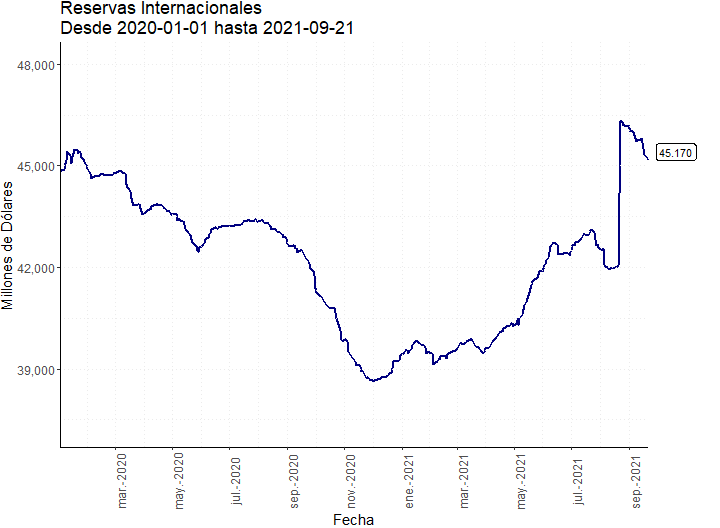 Reservas Internacionales
Desde 2020-01-01 hasta 2021-09-21
Millones de Dólares
48,000
45,000
42,000
39,000
45.170
mar.-2020
may.-2020
jul.-2020
sep.-2020
nov.-2020
ene.-2021
mar.-2021
may.-2021
jul.-2021
sep.-2021
Fecha